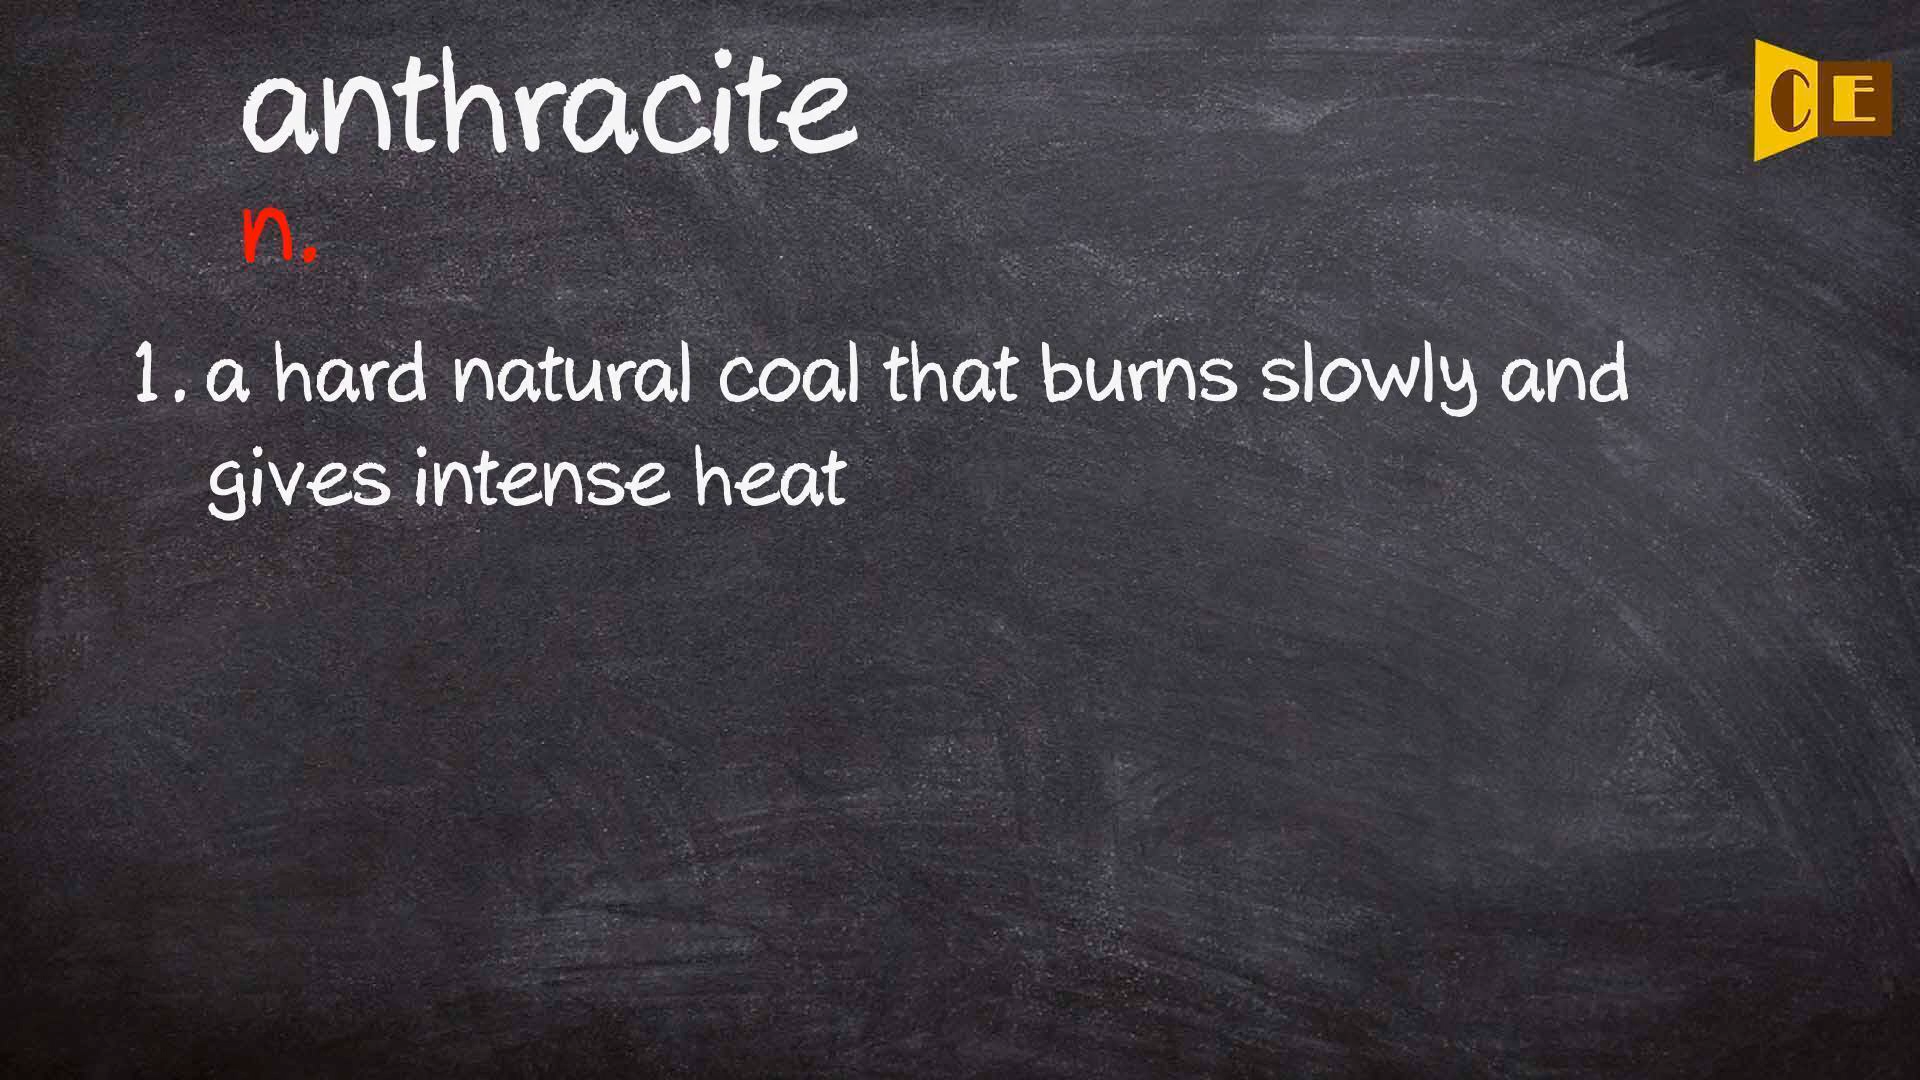 anthracite
CE
n.
1. a hard natural coal that burns slowly and
gives intense heat